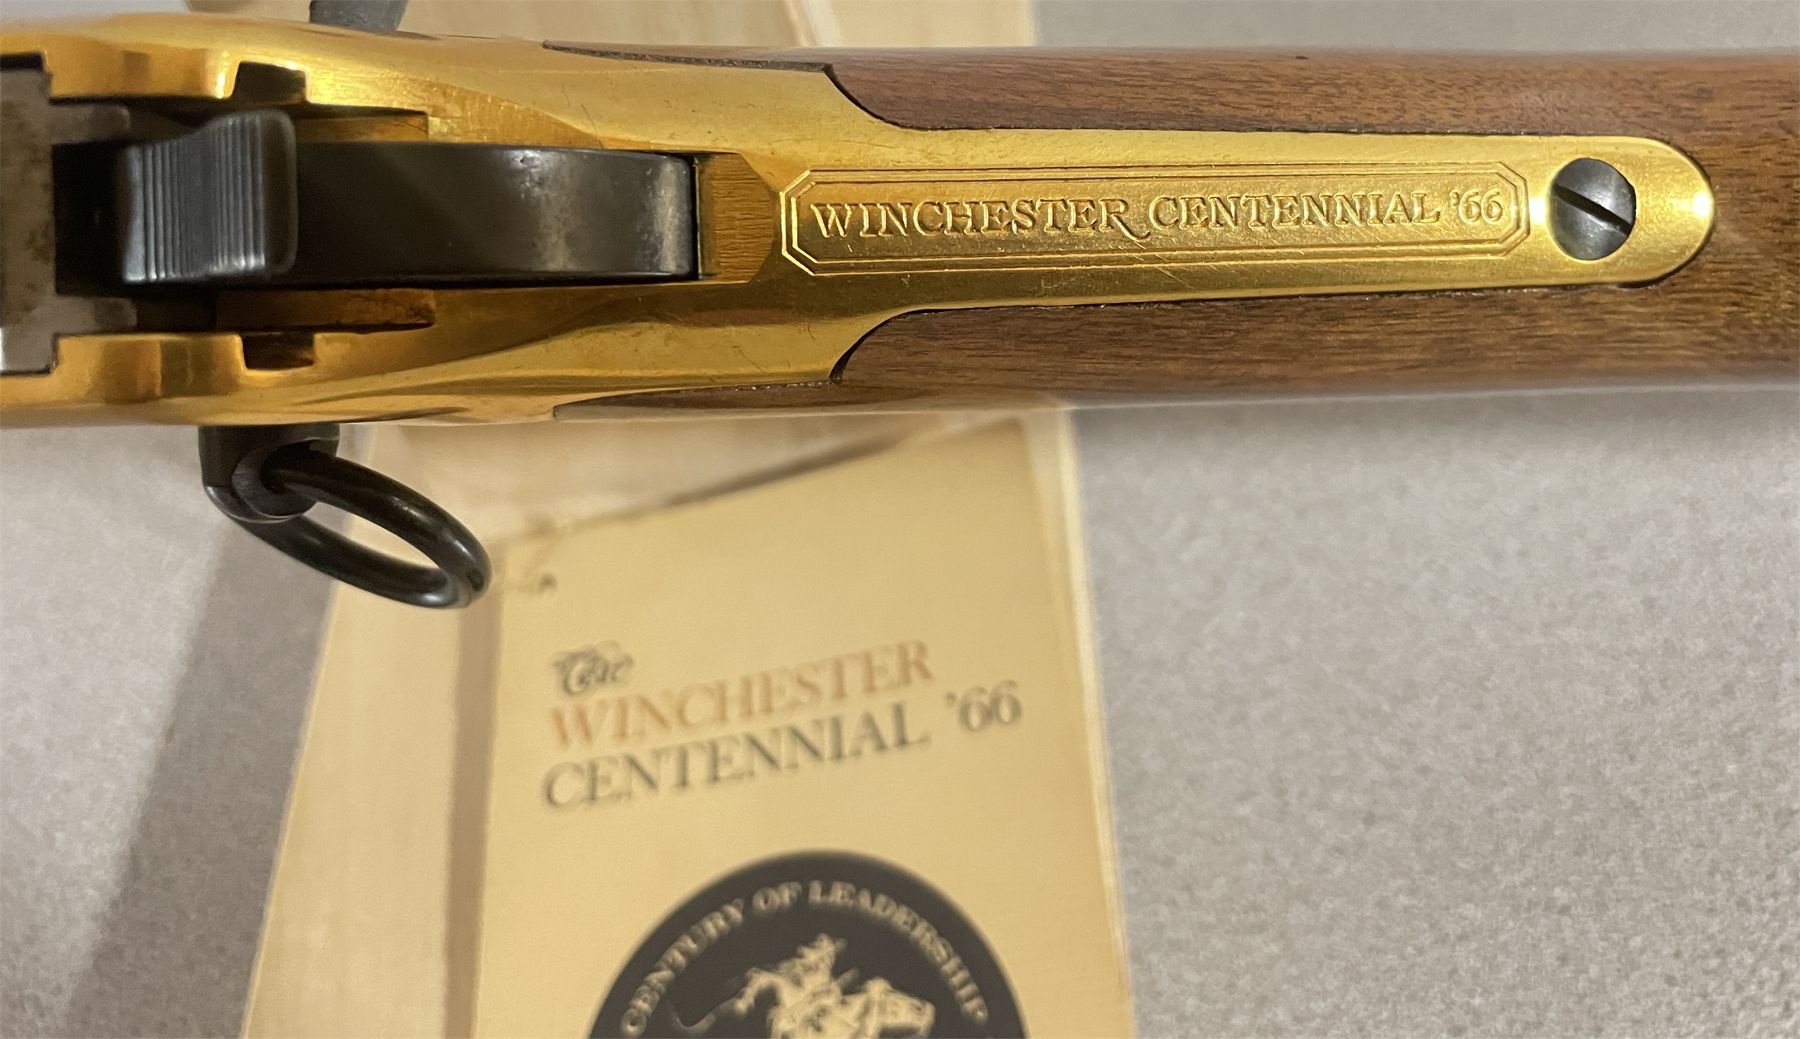 WINCHESTER CENTENNIAL '66
The
WINCHESTER
CENTENNIAL '66
CENTURY OF LEADERSHIP